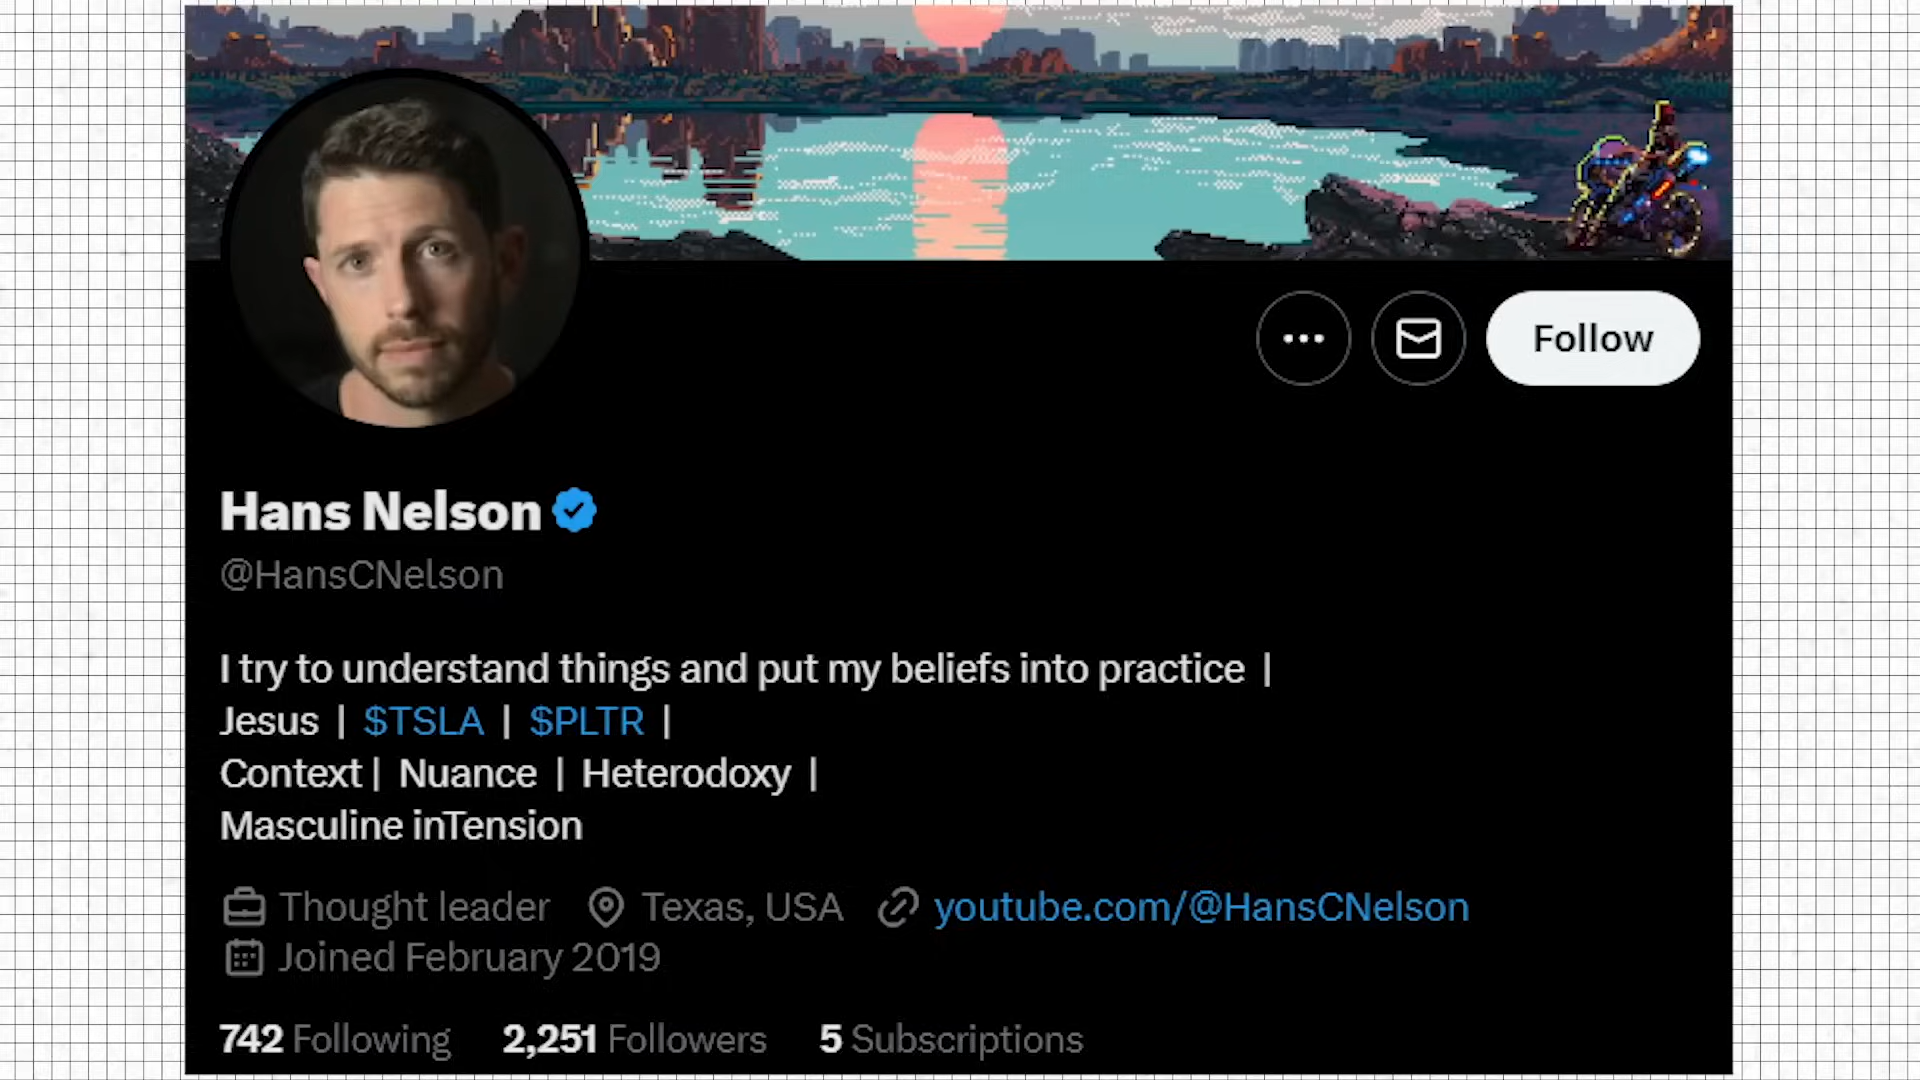 Follow
Hans Nelson
@HansCNelson
I try to understand things and put my beliefs into practice |
Jesus | $TSLA | $PLTR |
Context | Nuance | Heterodoxy |
Masculine inTension
Thought leader Texas, USA youtube.com/@HansCNelson
Joined February 2019
742 Following 2,251 Followers 5 Subscriptions